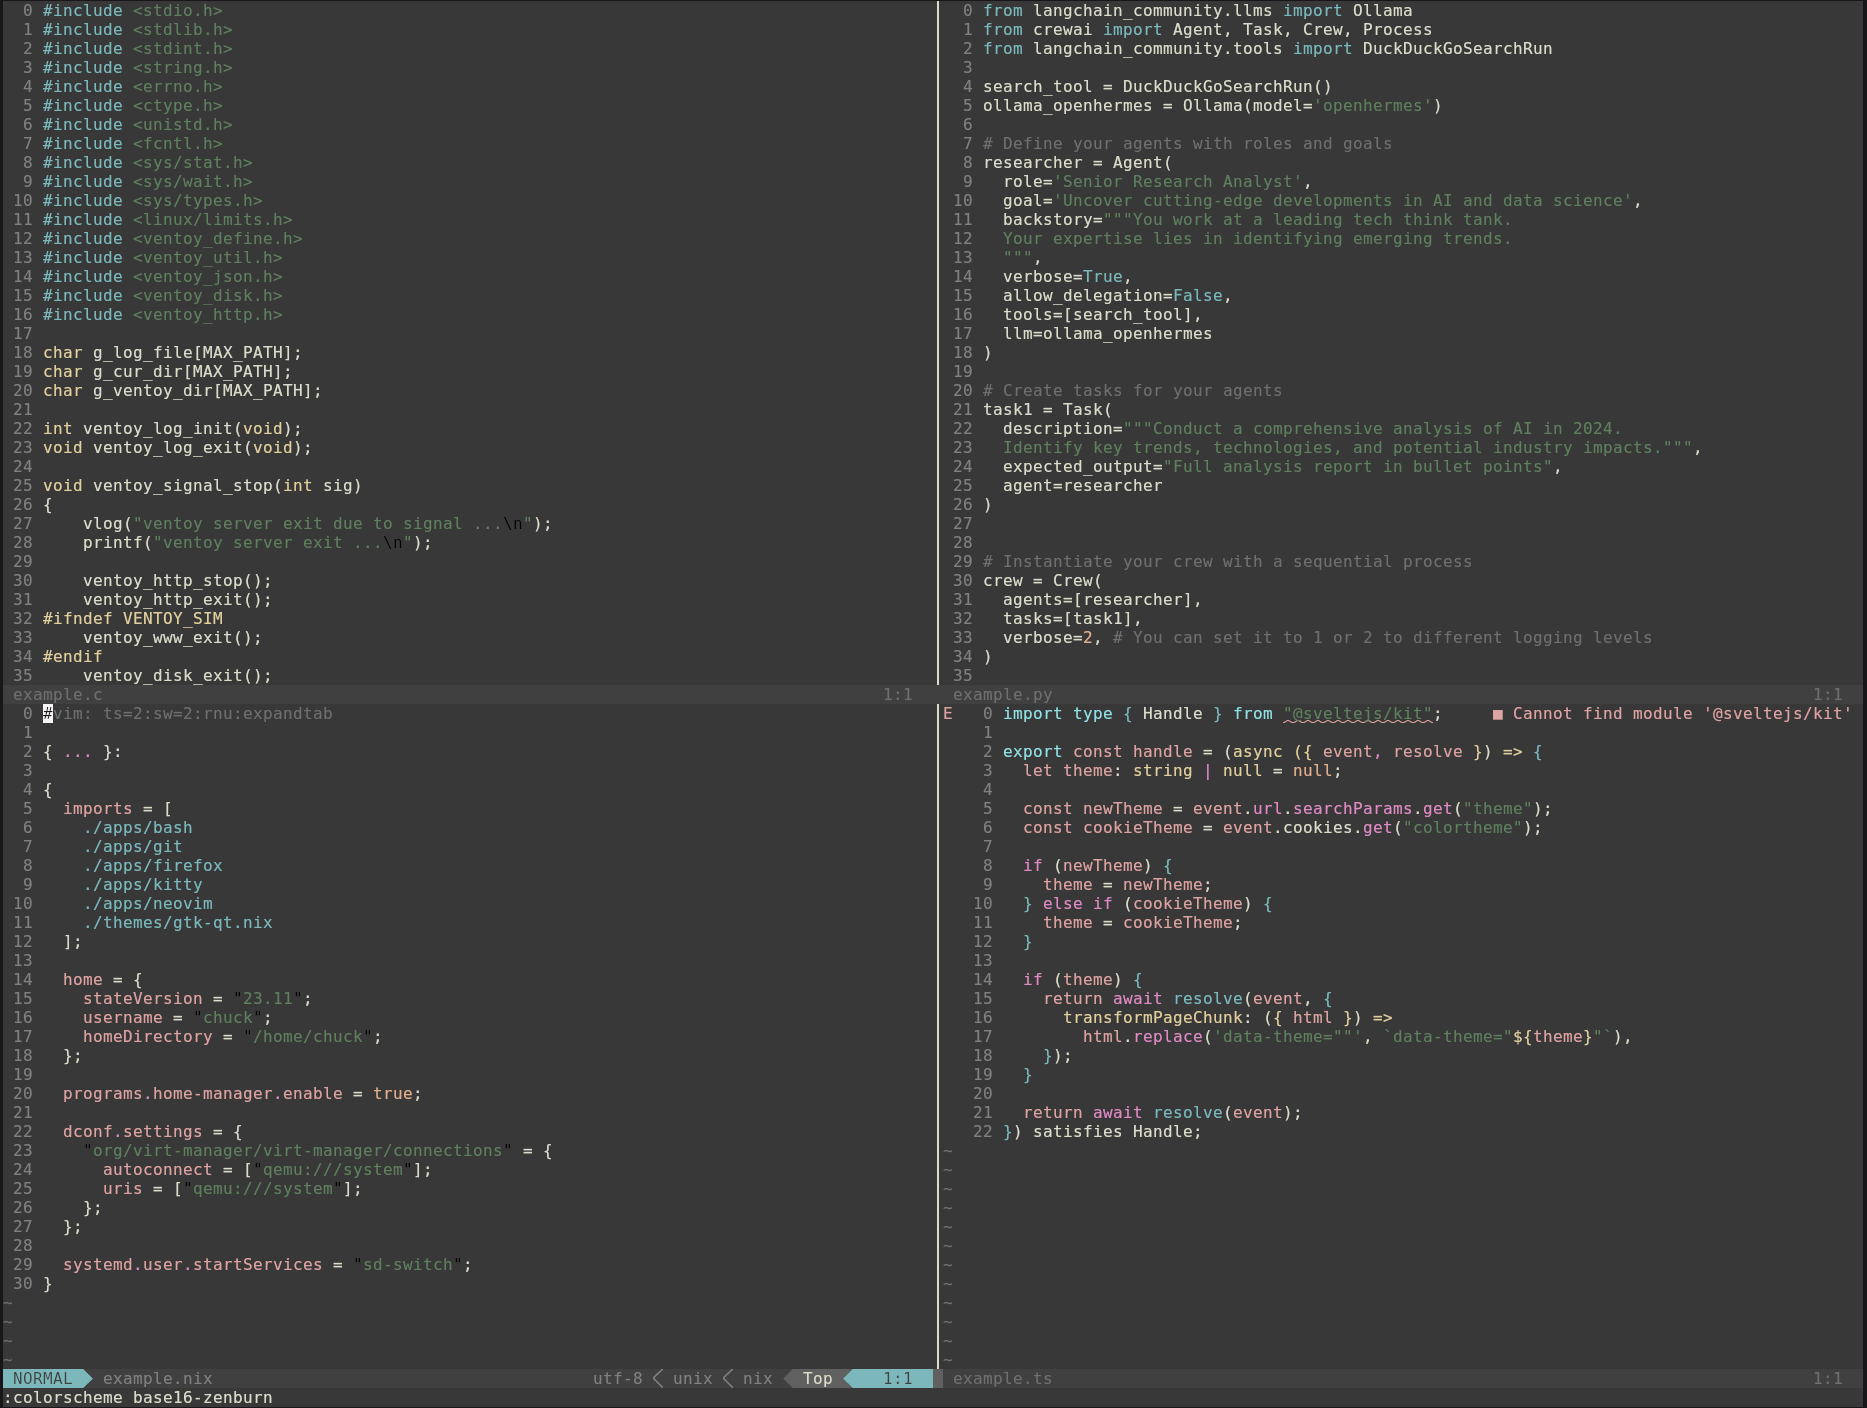 0 #include <stdio.h>
1 #include <stdlib.h>
2 #include <stdint.h>
3 #include <string.h>
4 #include <errno.h>
5 #include <ctype.h>
6 #include <unistd.h>
7 #include <fcntl.h>
8 #include <sys/stat.h>
9 #include <sys/wait.h>
10 #include <sys/types.h>
11 #include <linux/limits.h>
12 #include <ventoy_define.h>
13 #include <ventoy_util.h>
14 #include <ventoy_json.h>
15 #include <ventoy_disk.h>
16 #include <ventoy_http.h>
17
18 char g_log_file[MAX_PATH];
19 char g_cur_dir[MAX_PATH];
20 char g_ventoy_dir[MAX_PATH];
21
22 int ventoy_log_init(void);
23 void ventoy_log_exit(void);
24
25 void ventoy_signal_stop(int sig)
26 {
27     vlog("ventoy server exit due to signal ...\n");
28     printf("ventoy server exit ...\n");
29
30     ventoy_http_stop();
31     ventoy_http_exit();
32 #ifndef VENTOY_SIM
33     ventoy_www_exit();
34 #endif
35     ventoy_disk_exit();
example.c 1:1
0 from langchain_community.llms import Ollama
1 from crewai import Agent, Task, Crew, Process
2 from langchain_community.tools import DuckDuckGoSearchRun
3
4 search_tool = DuckDuckGoSearchRun()
5 ollama_openhermes = Ollama(model='openhermes')
6
7 # Define your agents with roles and goals
8 researcher = Agent(
9   role='Senior Research Analyst',
10   goal='Uncover cutting-edge developments in AI and data science',
11   backstory="""You work at a leading tech think tank.
12   Your expertise lies in identifying emerging trends.
13   """,
14   verbose=True,
15   allow_delegation=False,
16   tools=[search_tool],
17   llm=ollama_openhermes
18 )
19
20 # Create tasks for your agents
21 task1 = Task(
22   description="""Conduct a comprehensive analysis of AI in 2024.
23   Identify key trends, technologies, and potential industry impacts.""",
24   expected_output="Full analysis report in bullet points",
25   agent=researcher
26 )
27
28
29 # Instantiate your crew with a sequential process
30 crew = Crew(
31   agents=[researcher],
32   tasks=[task1],
33   verbose=2, # You can set it to 1 or 2 to different logging levels
34 )
35
example.py 1:1
0 #vim: ts=2:sw=2:rnu:expandtab
1
2 { ... }:
3
4 {
5   imports = [
6     ./apps/bash
7     ./apps/git
8     ./apps/firefox
9     ./apps/kitty
10     ./apps/neovim
11     ./themes/gtk-qt.nix
12   ];
13
14   home = {
15     stateVersion = "23.11";
16     username = "chuck";
17     homeDirectory = "/home/chuck";
18   };
19
20   programs.home-manager.enable = true;
21
22   dconf.settings = {
23     "org/virt-manager/virt-manager/connections" = {
24       autoconnect = ["qemu:///system"];
25       uris = ["qemu:///system"];
26     };
27   };
28
29   systemd.user.startServices = "sd-switch";
30 }
~
~
~
~
NORMAL example.nix utf-8 unix nix Top 1:1
E 0 import type { Handle } from "@sveltejs/kit"; ■ Cannot find module '@sveltejs/kit'
1
2 export const handle = (async ({ event, resolve }) => {
3   let theme: string | null = null;
4
5   const newTheme = event.url.searchParams.get("theme");
6   const cookieTheme = event.cookies.get("colortheme");
7
8   if (newTheme) {
9     theme = newTheme;
10   } else if (cookieTheme) {
11     theme = cookieTheme;
12   }
13
14   if (theme) {
15     return await resolve(event, {
16       transformPageChunk: ({ html }) =>
17         html.replace('data-theme=""', `data-theme="${theme}"`),
18     });
19   }
20
21   return await resolve(event);
22 }) satisfies Handle;
~
~
~
~
~
~
~
~
~
~
~
~
example.ts 1:1
:colorscheme base16-zenburn